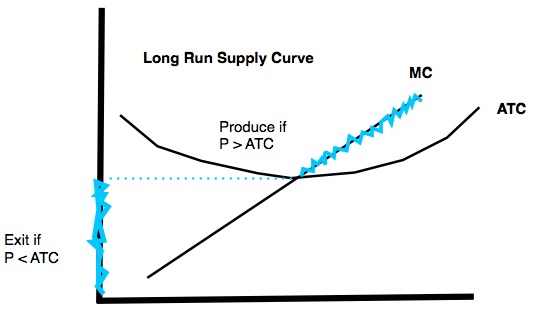 Long Run Supply Curve
MC
ATC
Produce if
P > ATC
Exit if
P < ATC